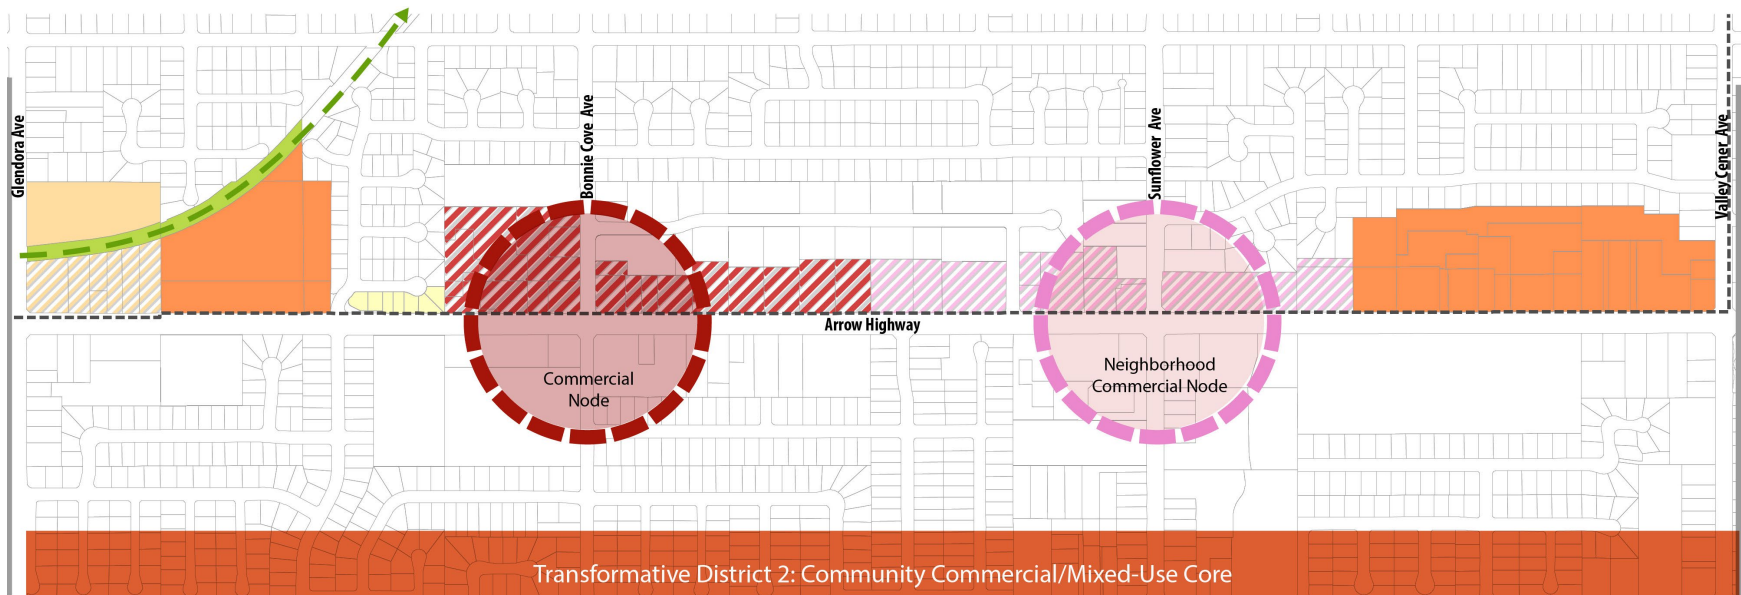 Glendora Ave
Bonnie Cove Ave
Sunflower Ave
Valley Cener Ave
Arrow Highway
Commercial
Node
Neighborhood
Commercial Node
Transformative District 2: Community Commercial/Mixed-Use Core